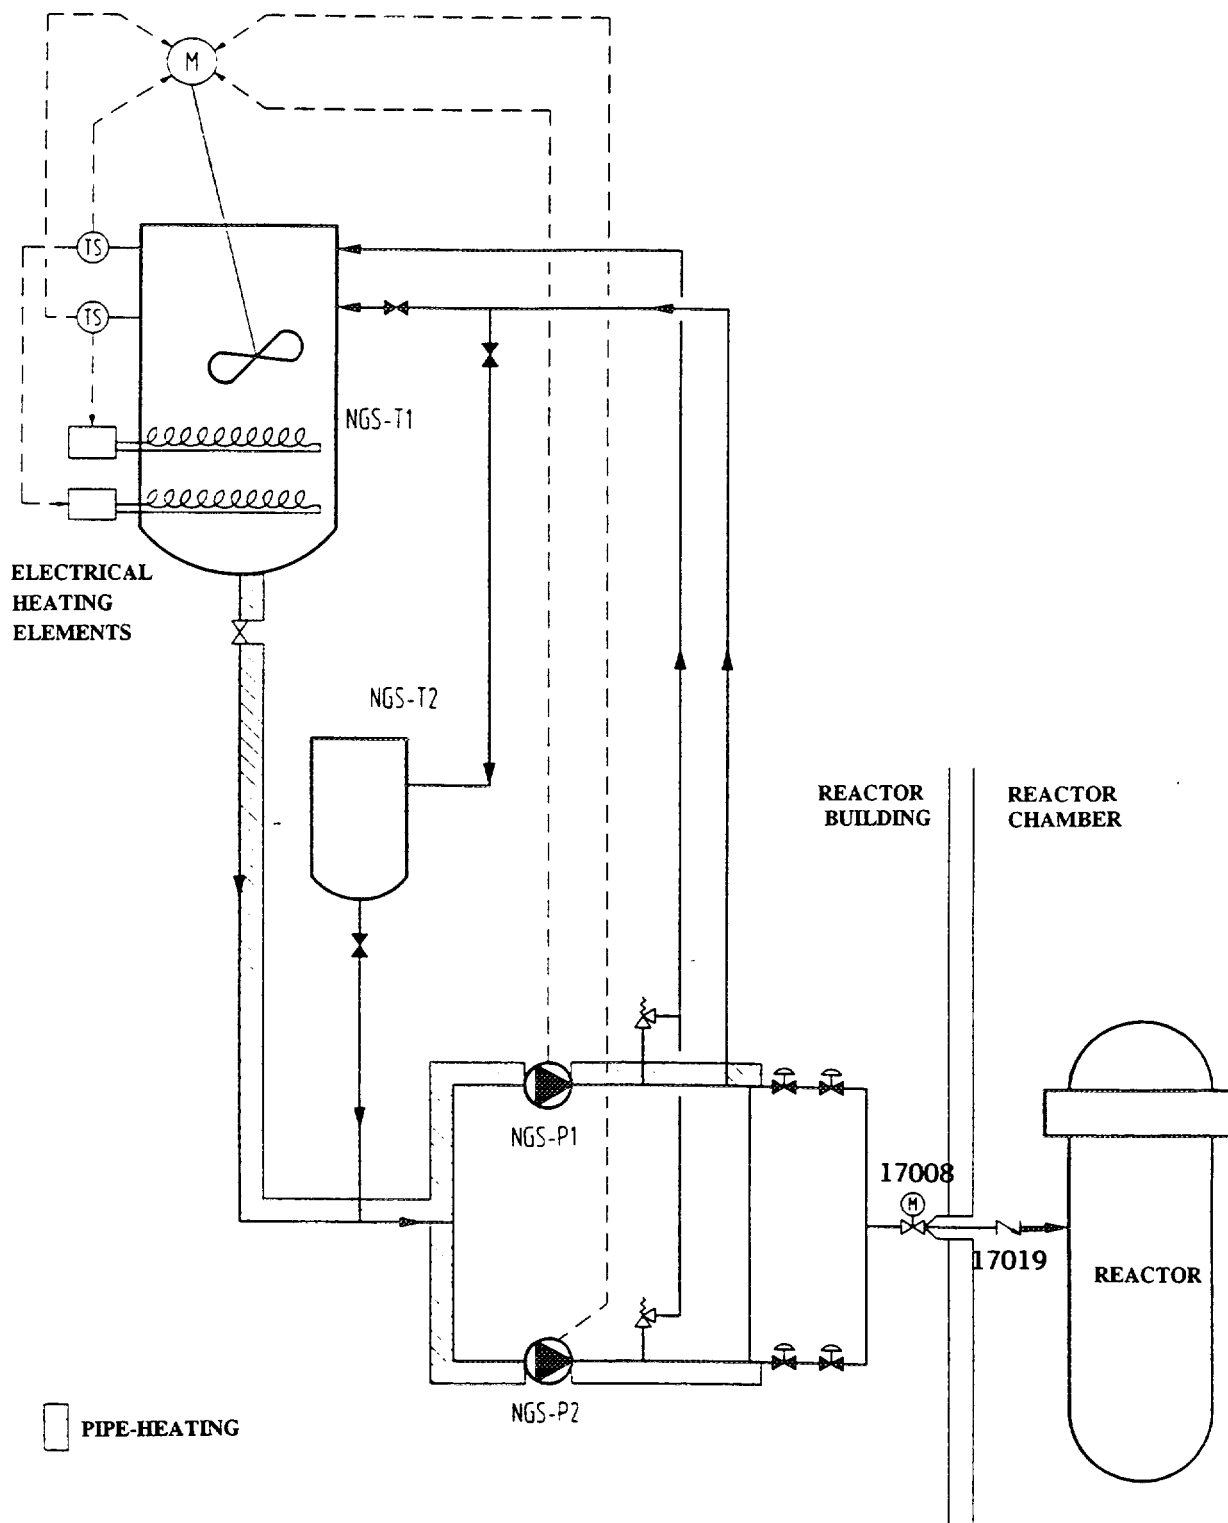 M
TS
TS
NGS-T1
ELECTRICAL
HEATING
ELEMENTS
NGS-T2
REACTOR
BUILDING
REACTOR
CHAMBER
NGS-P1
17008
M
17019
REACTOR
NGS-P2
PIPE-HEATING